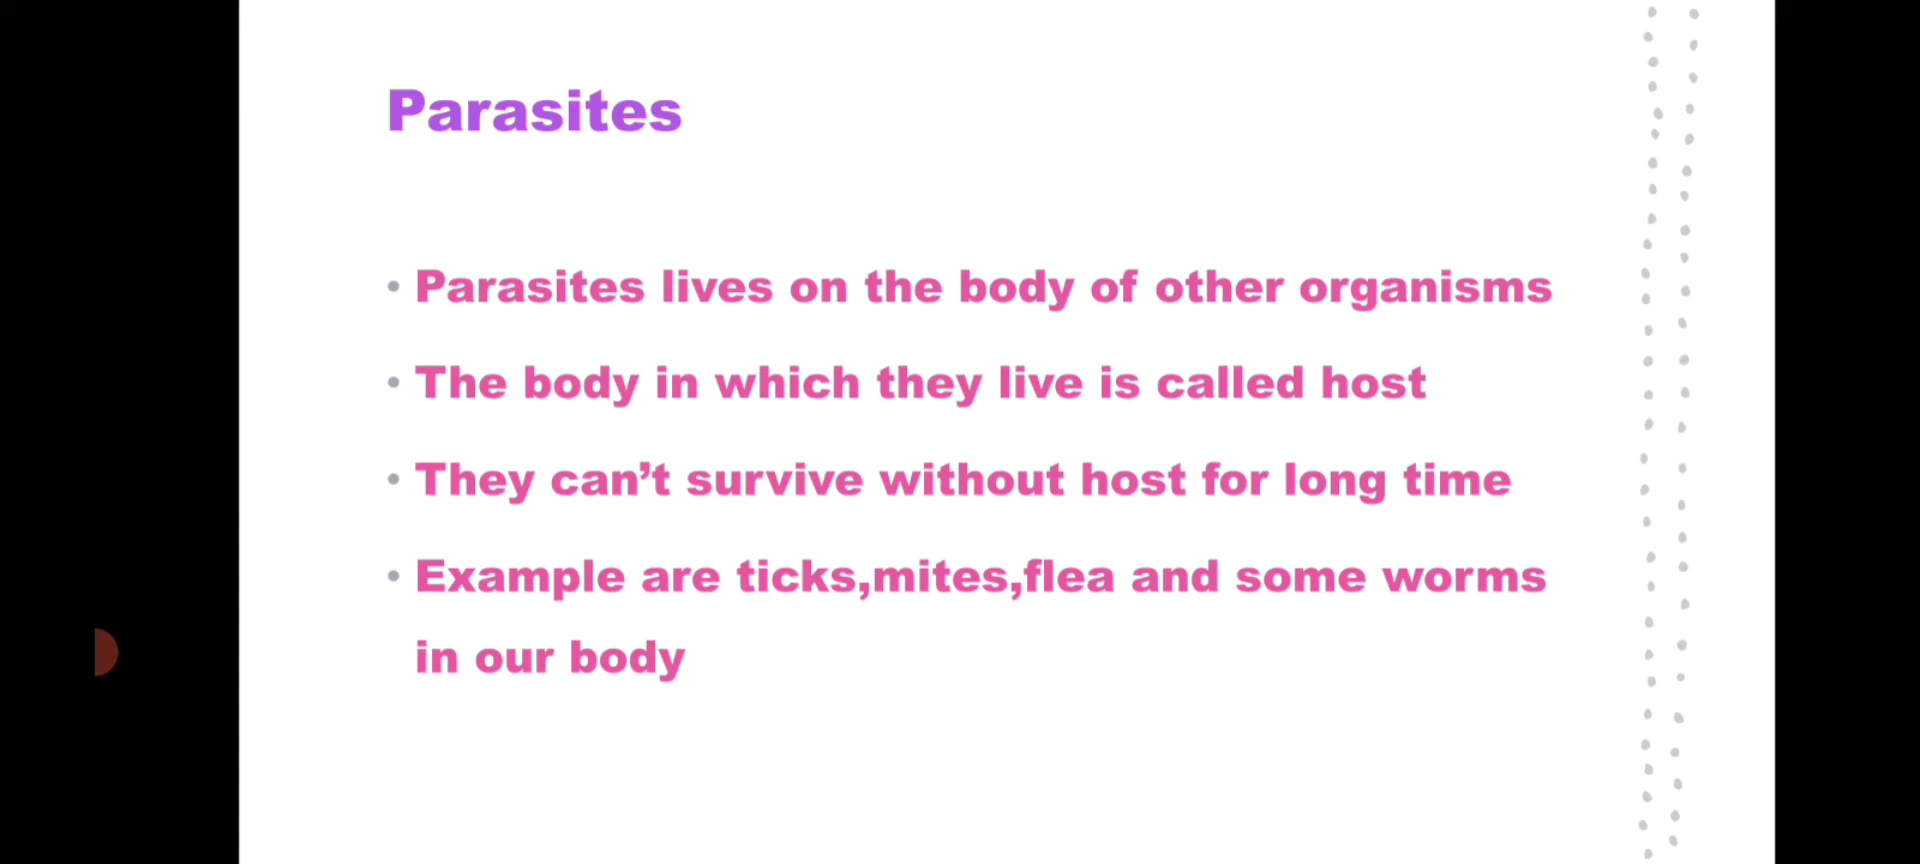 Parasites
• Parasites lives on the body of other organisms
• The body in which they live is called host
• They can’t survive without host for long time
• Example are ticks,mites,flea and some worms
in our body